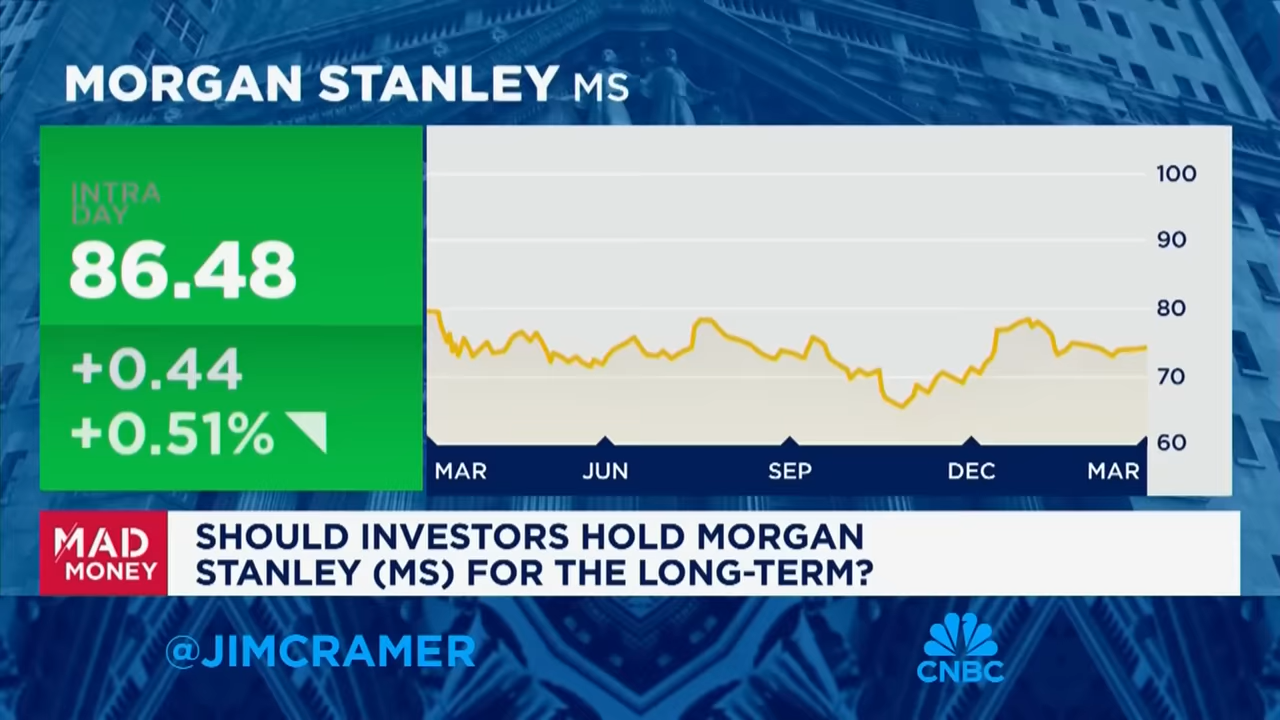 MORGAN STANLEY MS
INTRA
DAY
86.48
+0.44
+0.51%
100
90
80
70
60
MAR JUN SEP DEC MAR
MAD
MONEY
SHOULD INVESTORS HOLD MORGAN
STANLEY (MS) FOR THE LONG-TERM?
@JIMCRAMER
CNBC